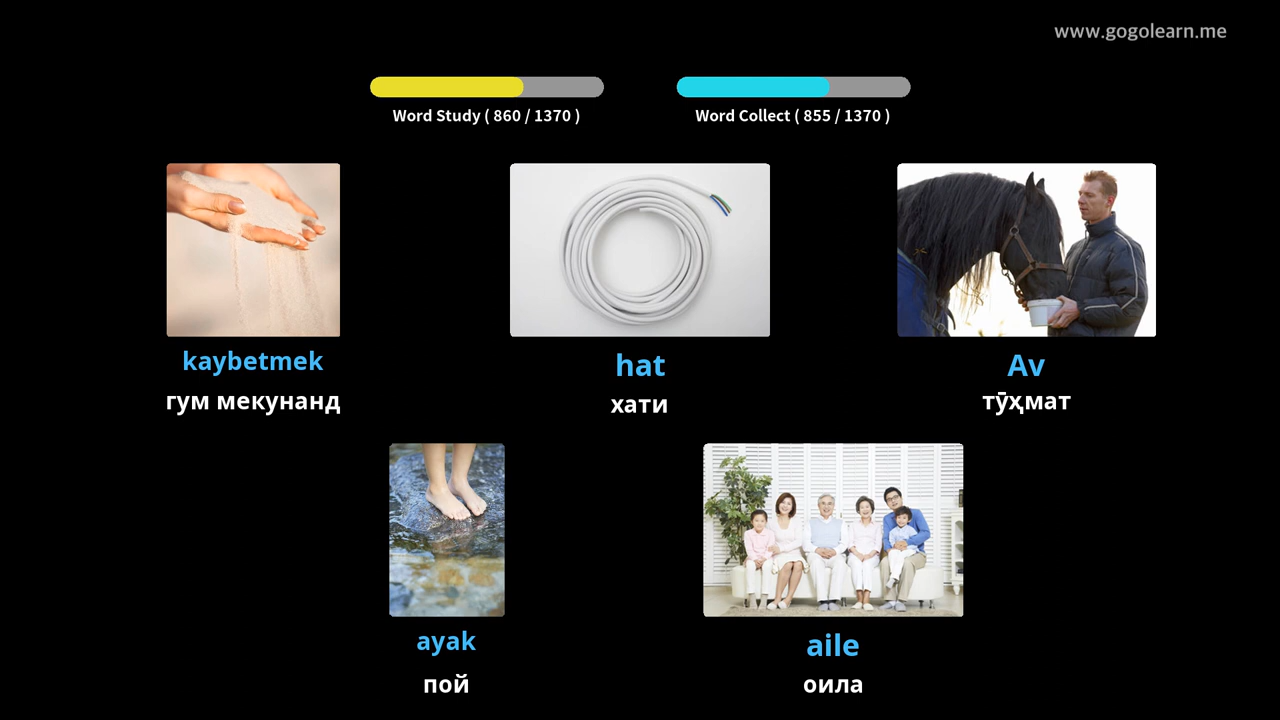 www.gogolearn.me
Word Study ( 860 / 1370 )
Word Collect ( 855 / 1370 )
kaybetmek
гум мекунанд
hat
хати
Av
тӯҳмат
ayak
пой
aile
оила